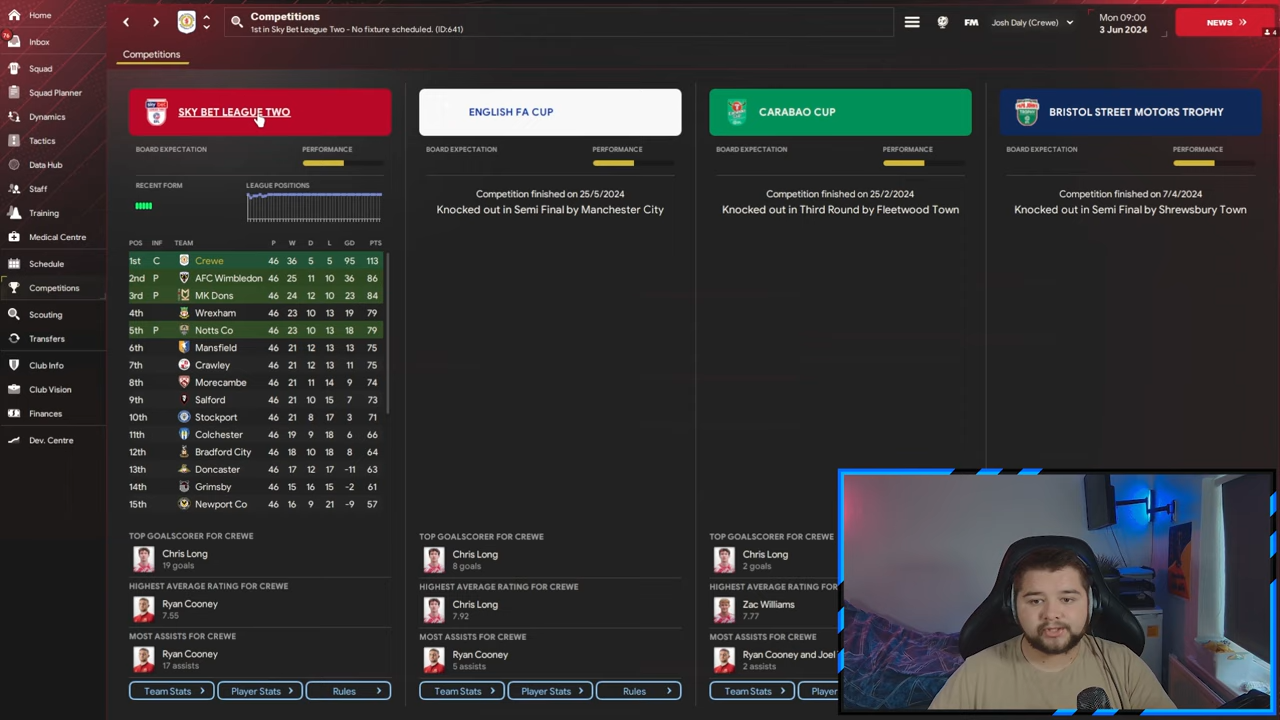 Home
76
Inbox
Squad
Squad Planner
Dynamics
Tactics
Data Hub
Staff
Training
Medical Centre
Schedule
Competitions
Scouting
Transfers
Club Info
Club Vision
Finances
Dev. Centre
Competitions
1st in Sky Bet League Two - No fixture scheduled. (ID:641)
FM
Josh Daly (Crewe)
Mon 09:00
3 Jun 2024
NEWS
4
Competitions
SKY BET LEAGUE TWO
BOARD EXPECTATION PERFORMANCE
RECENT FORM LEAGUE POSITIONS
POS INF TEAM P W D L GD PTS
1st C Crewe 46 36 5 5 95 113
2nd P AFC Wimbledon 46 25 11 10 36 86
3rd P MK Dons 46 24 12 10 23 84
4th Wrexham 46 23 10 13 19 79
5th P Notts Co 46 23 10 13 18 79
6th Mansfield 46 21 12 13 13 75
7th Crawley 46 21 12 13 11 75
8th Morecambe 46 21 11 14 9 74
9th Salford 46 21 10 15 7 73
10th Stockport 46 21 8 17 3 71
11th Colchester 46 19 9 18 6 66
12th Bradford City 46 18 10 18 8 64
13th Doncaster 46 17 12 17 -11 63
14th Grimsby 46 15 16 15 -2 61
15th Newport Co 46 16 9 21 -9 57
TOP GOALSCORER FOR CREWE
Chris Long
19 goals
HIGHEST AVERAGE RATING FOR CREWE
Ryan Cooney
7.55
MOST ASSISTS FOR CREWE
Ryan Cooney
17 assists
Team Stats Player Stats Rules
ENGLISH FA CUP
BOARD EXPECTATION PERFORMANCE
Competition finished on 25/5/2024
Knocked out in Semi Final by Manchester City
TOP GOALSCORER FOR CREWE
Chris Long
8 goals
HIGHEST AVERAGE RATING FOR CREWE
Chris Long
7.92
MOST ASSISTS FOR CREWE
Ryan Cooney
5 assists
Team Stats Player Stats Rules
CARABAO CUP
BOARD EXPECTATION PERFORMANCE
Competition finished on 25/2/2024
Knocked out in Third Round by Fleetwood Town
TOP GOALSCORER FOR CREWE
Chris Long
2 goals
HIGHEST AVERAGE RATING FOR
Zac Williams
7.77
MOST ASSISTS FOR CREWE
Ryan Cooney and Joel
2 assists
Team Stats
BRISTOL STREET MOTORS TROPHY
BOARD EXPECTATION PERFORMANCE
Competition finished on 7/4/2024
Knocked out in Semi Final by Shrewsbury Town